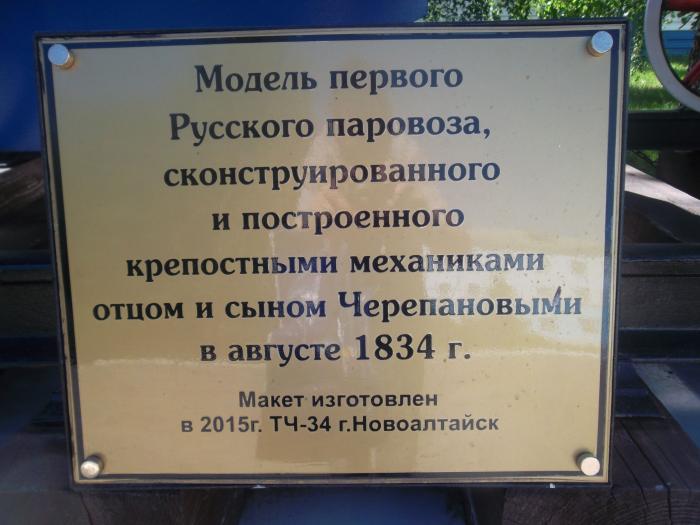 Модель первого
Русского паровоза,
сконструированного
и построенного
крепостными механиками
отцом и сыном Черепановыми
в августе 1834 г.
Макет изготовлен
в 2015г. ТЧ-34 г.Новоалтайск